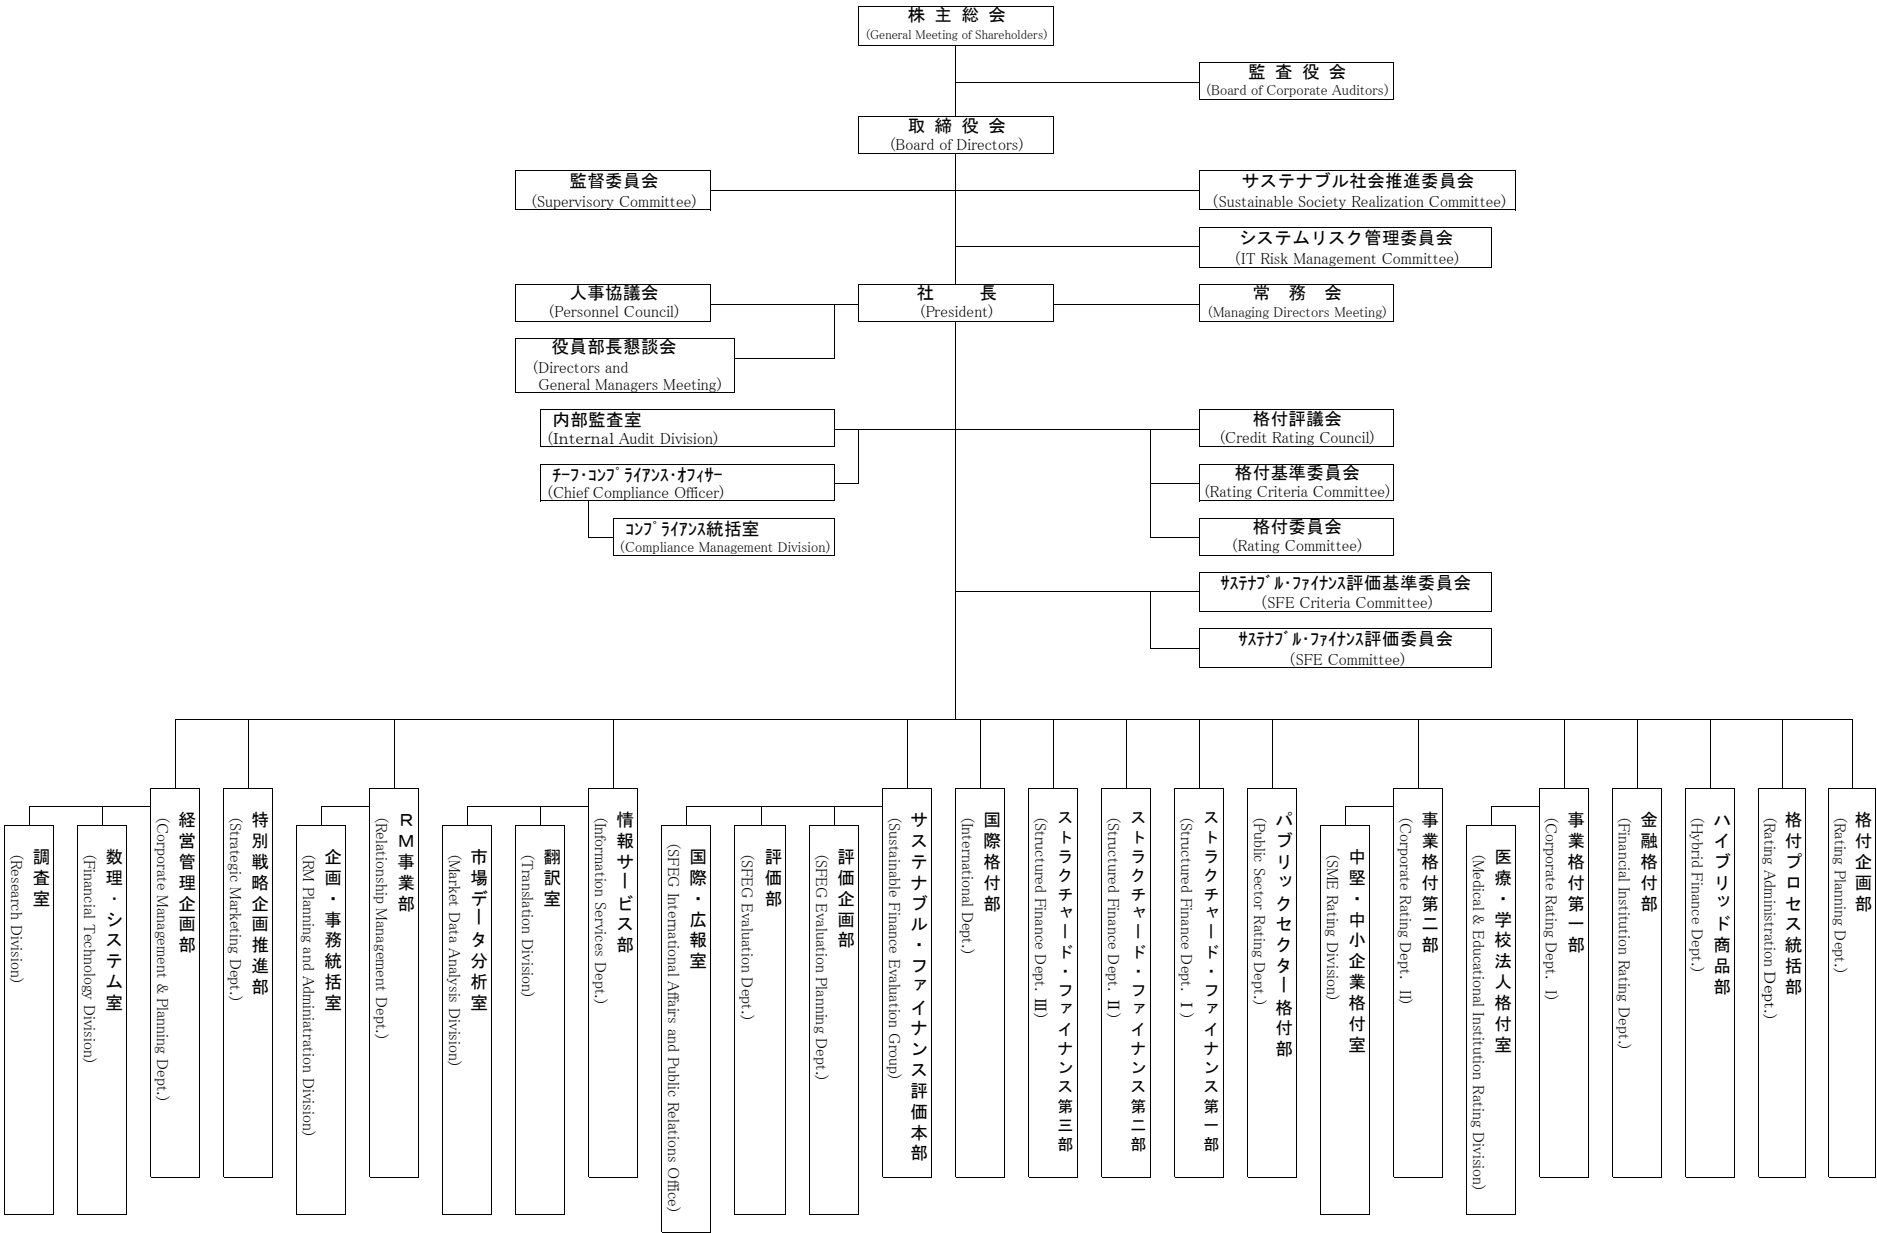 株 主 総 会
(General Meeting of Shareholders)
監 査 役 会
(Board of Corporate Auditors)
取 締 役 会
(Board of Directors)
監督委員会
(Supervisory Committee)
サステナブル社会推進委員会
(Sustainable Society Realization Committee)
システムリスク管理委員会
(IT Risk Management Committee)
人事協議会
(Personnel Council)
社　　長
(President)
常　務　会
(Managing Directors Meeting)
役員部長懇談会
(Directors and
General Managers Meeting)
内部監査室
(Internal Audit Division)
格付評議会
(Credit Rating Council)
ﾁｰﾌ･ｺﾝﾌﾟﾗｲｱﾝｽ･ｵﾌｨｻｰ
(Chief Compliance Officer)
格付基準委員会
(Rating Criteria Committee)
ｺﾝﾌﾟﾗｲｱﾝｽ統括室
(Compliance Management Division)
格付委員会
(Rating Committee)
ｻｽﾃﾅﾌﾞﾙ･ﾌｧｲﾅﾝｽ評価基準委員会
(SFE Criteria Committee)
ｻｽﾃﾅﾌﾞﾙ･ﾌｧｲﾅﾝｽ評価委員会
(SFE Committee)
格付企画部
(Rating Planning Dept.)
格付プロセス統括部
(Rating Administration Dept.)
ハイブリッド商品部
(Hybrid Finance Dept.)
金融格付部
(Financial Institution Rating Dept.)
事業格付第一部
(Corporate Rating Dept. Ⅰ)
医療・学校法人格付室
(Medical & Educational Institution Rating Division)
事業格付第二部
(Corporate Rating Dept. Ⅱ)
中堅・中小企業格付室
(SME Rating Division)
パブリックセクター格付部
(Public Sector Rating Dept.)
ストラクチャード・ファイナンス第一部
(Structured Finance Dept. Ⅰ)
ストラクチャード・ファイナンス第二部
(Structured Finance Dept. Ⅱ)
ストラクチャード・ファイナンス第三部
(Structured Finance Dept. Ⅲ)
国際格付部
(International Dept.)
サステナブル・ファイナンス評価本部
(Sustainable Finance Evaluation Group)
評価企画部
(SFEG Evaluation Planning Dept.)
評価部
(SFEG Evaluation Dept.)
国際・広報室
(SFEG International Affairs and Public Relations Office)
情報サービス部
(Information Services Dept.)
翻訳室
(Translation Division)
市場データ分析室
(Market Data Analysis Division)
ＲＭ事業部
(Relationship Management Dept.)
企画・事務統括室
(RM Planning and Adminiatration Division)
特別戦略企画推進部
(Strategic Marketing Dept.)
経営管理企画部
(Corporate Management & Planning Dept.)
数理・システム室
(Financial Technology Division)
調査室
(Research Division)